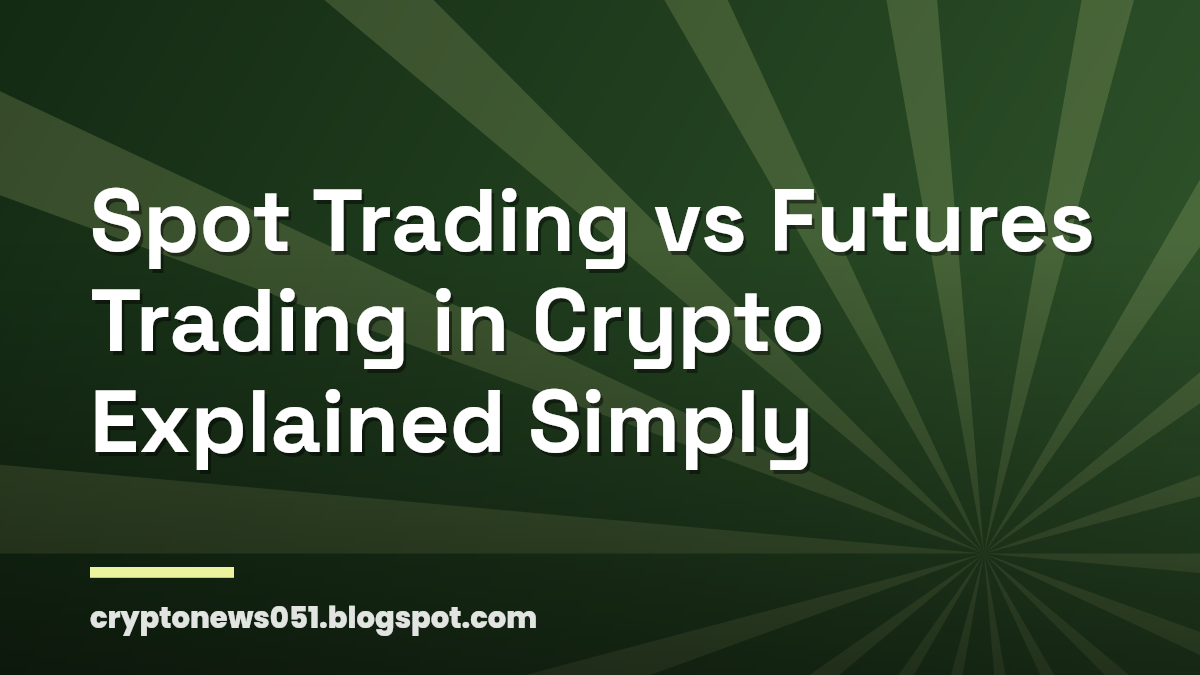 Spot Trading vs Futures
Trading in Crypto
Explained Simply
cryptonews051.blogspot.com